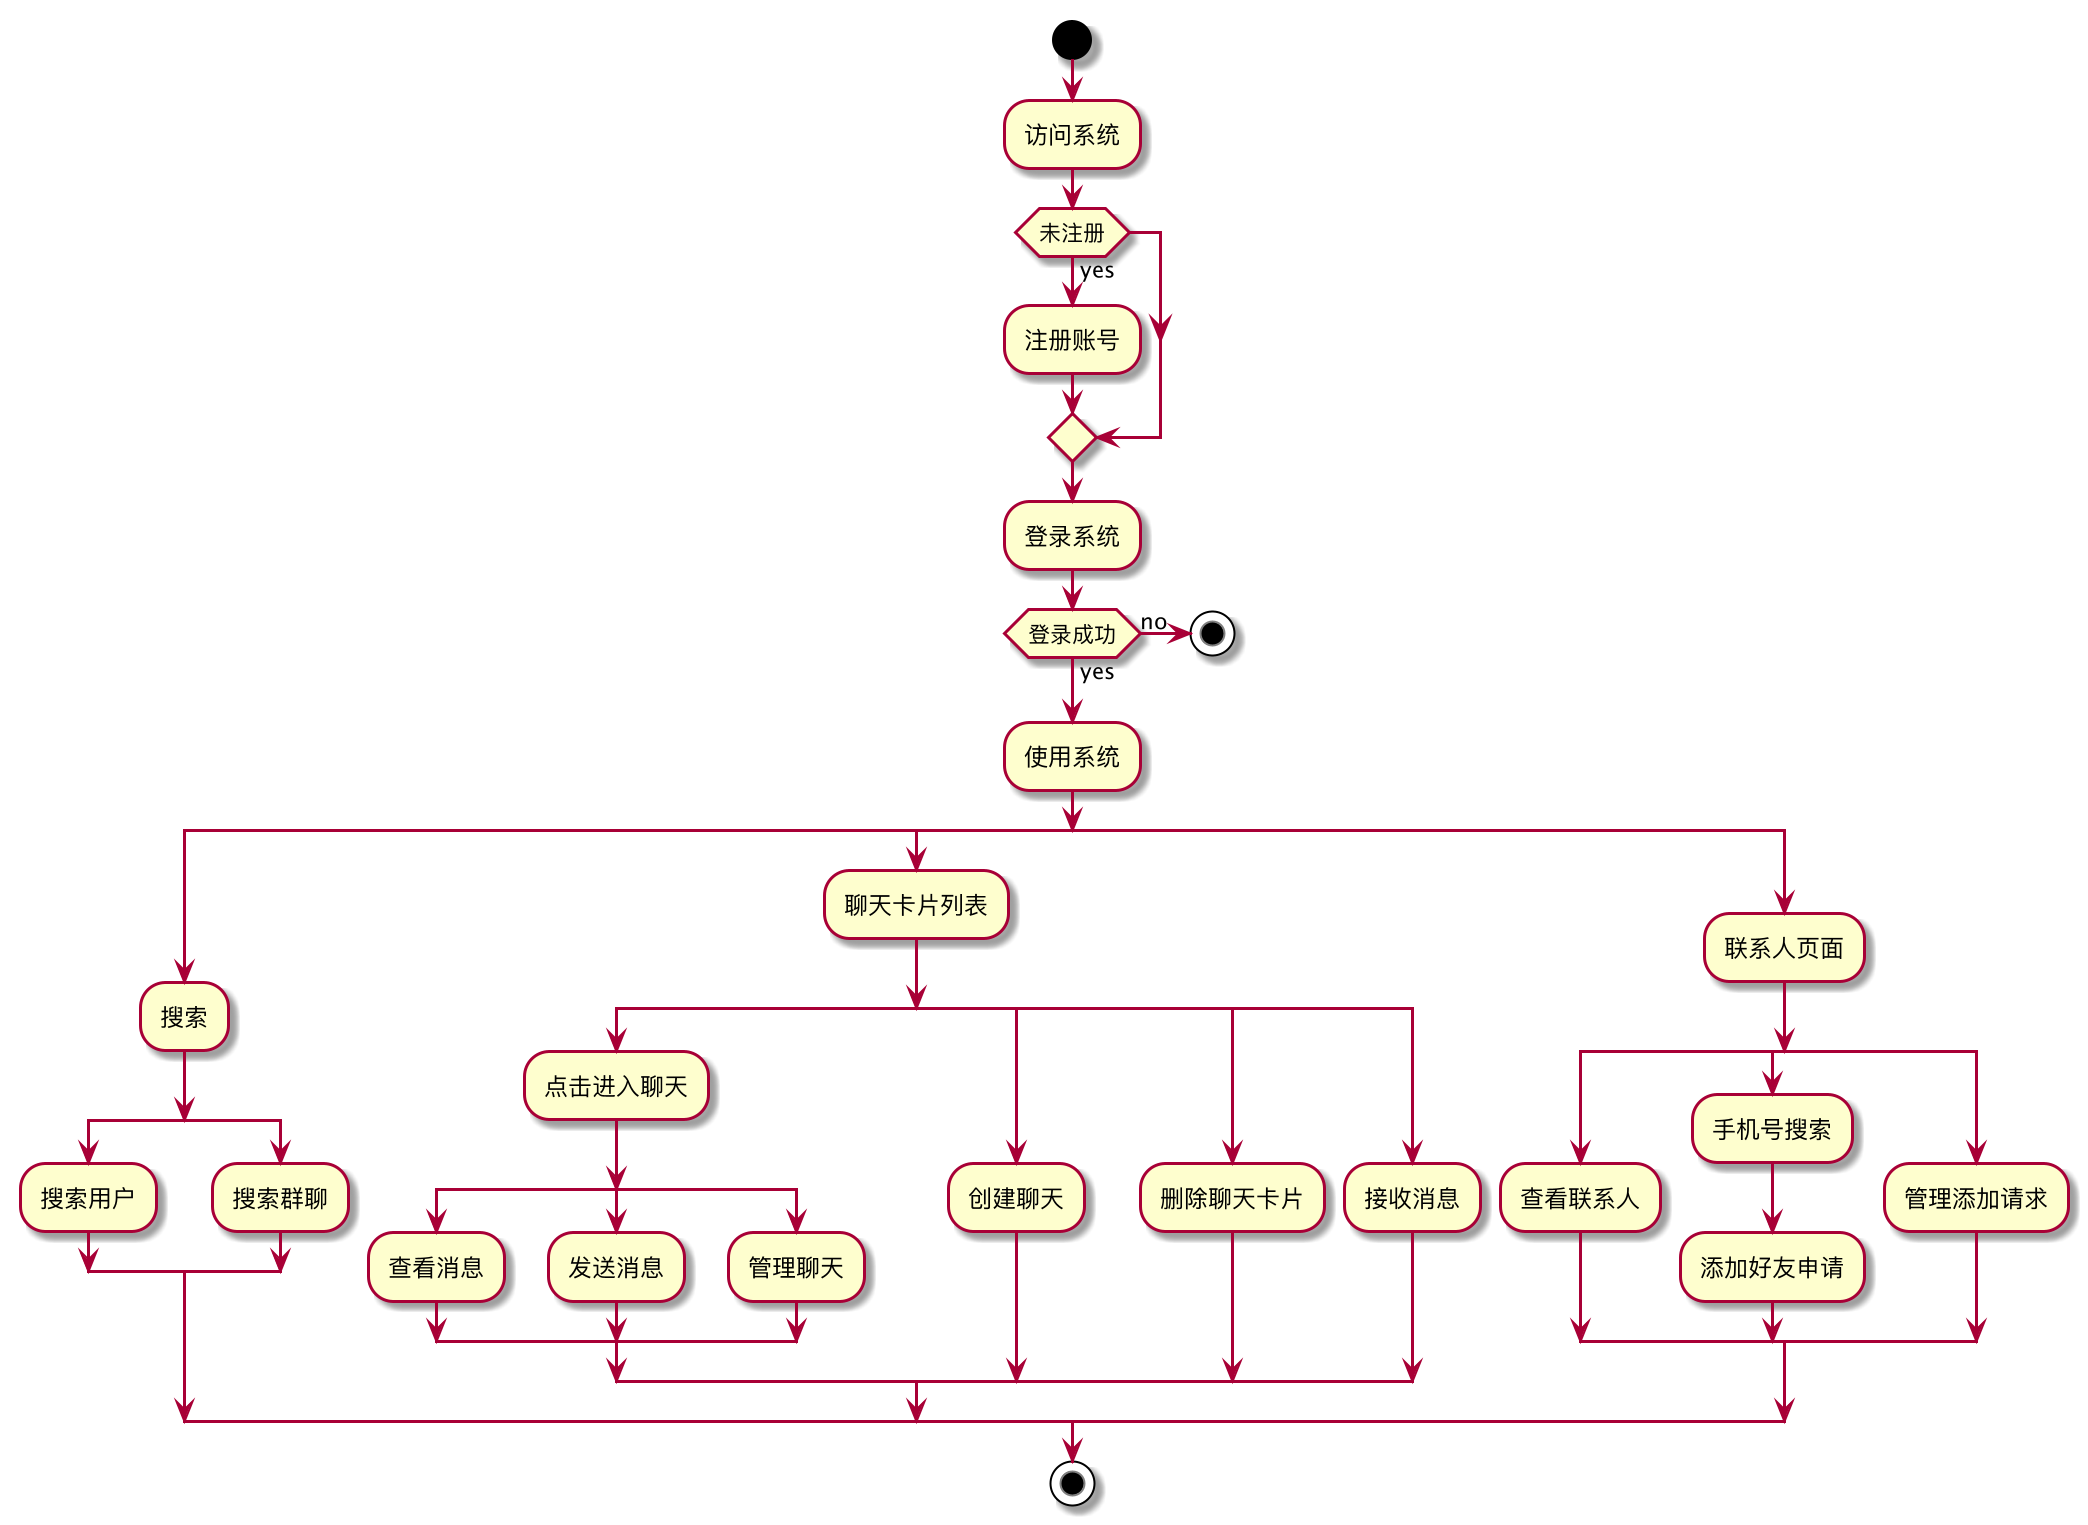 访问系统
未注册
yes
注册账号
登录系统
登录成功
no
yes
使用系统
聊天卡片列表
联系人页面
搜索
点击进入聊天
手机号搜索
搜索用户
搜索群聊
创建聊天
删除聊天卡片
接收消息
查看联系人
管理添加请求
查看消息
发送消息
管理聊天
添加好友申请